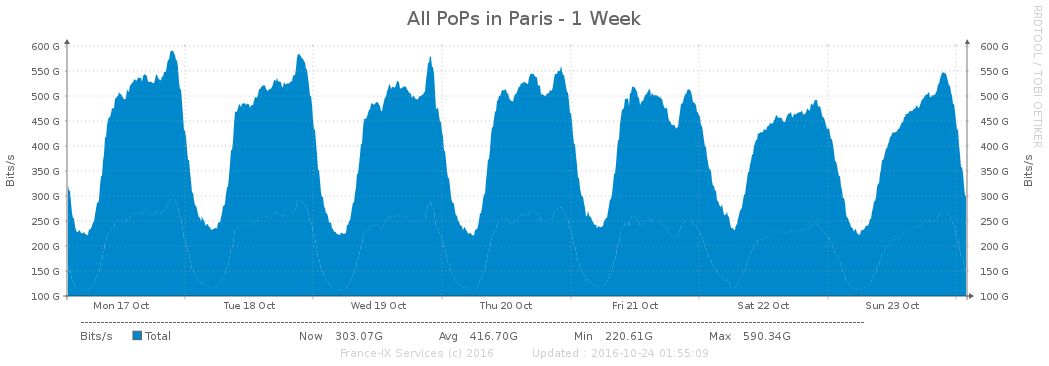 All PoPs in Paris - 1 Week
RRDTOOL / TOBI OETIKER
Bits/s
600 G 600 G
550 G 550 G
500 G 500 G
450 G 450 G
400 G 400 G
350 G 350 G
300 G 300 G
250 G 250 G
200 G 200 G
150 G 150 G
100 G 100 G
Bits/s
Mon 17 Oct Tue 18 Oct Wed 19 Oct Thu 20 Oct Fri 21 Oct Sat 22 Oct Sun 23 Oct
Bits/s Total Now 303.07G Avg 416.70G Min 220.61G Max 590.34G
France-IX Services (c) 2016 Updated : 2016-10-24 01:55:09